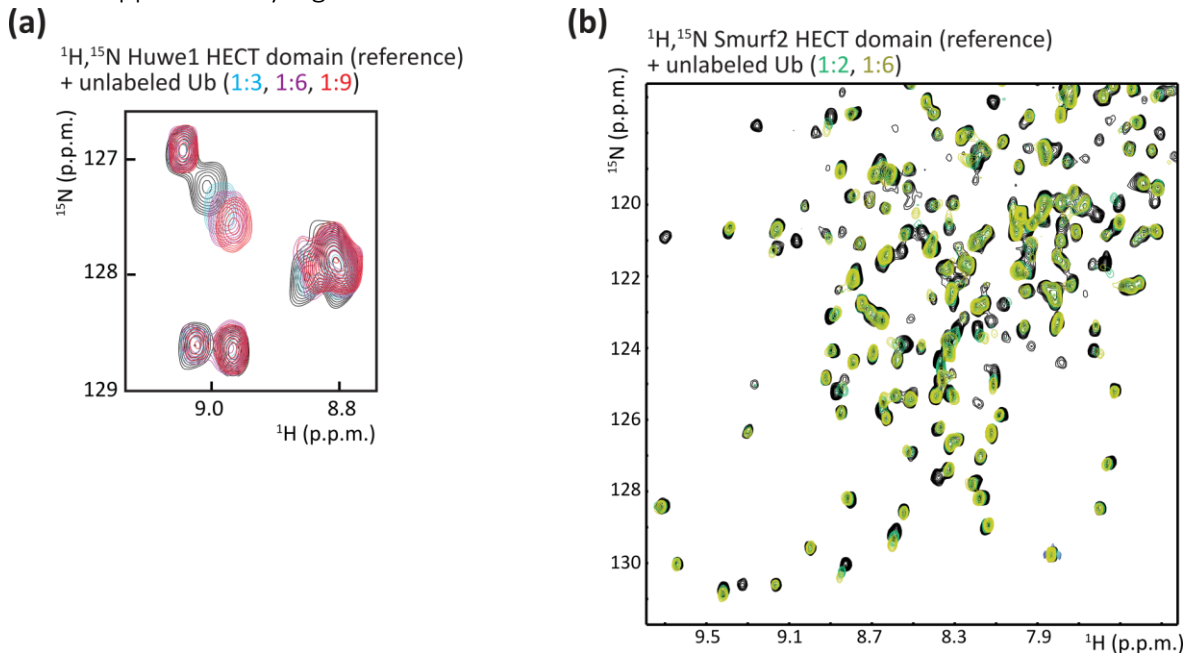 (a)
¹H,¹⁵N Huwe1 HECT domain (reference)
+ unlabeled Ub (1:3, 1:6, 1:9)
¹⁵N (p.p.m.)
127
128
129
9.0
8.8
¹H (p.p.m.)
(b)
¹H,¹⁵N Smurf2 HECT domain (reference)
+ unlabeled Ub (1:2, 1:6)
¹⁵N (p.p.m.)
120
122
124
126
128
130
9.5
9.1
8.7
8.3
7.9
¹H (p.p.m.)